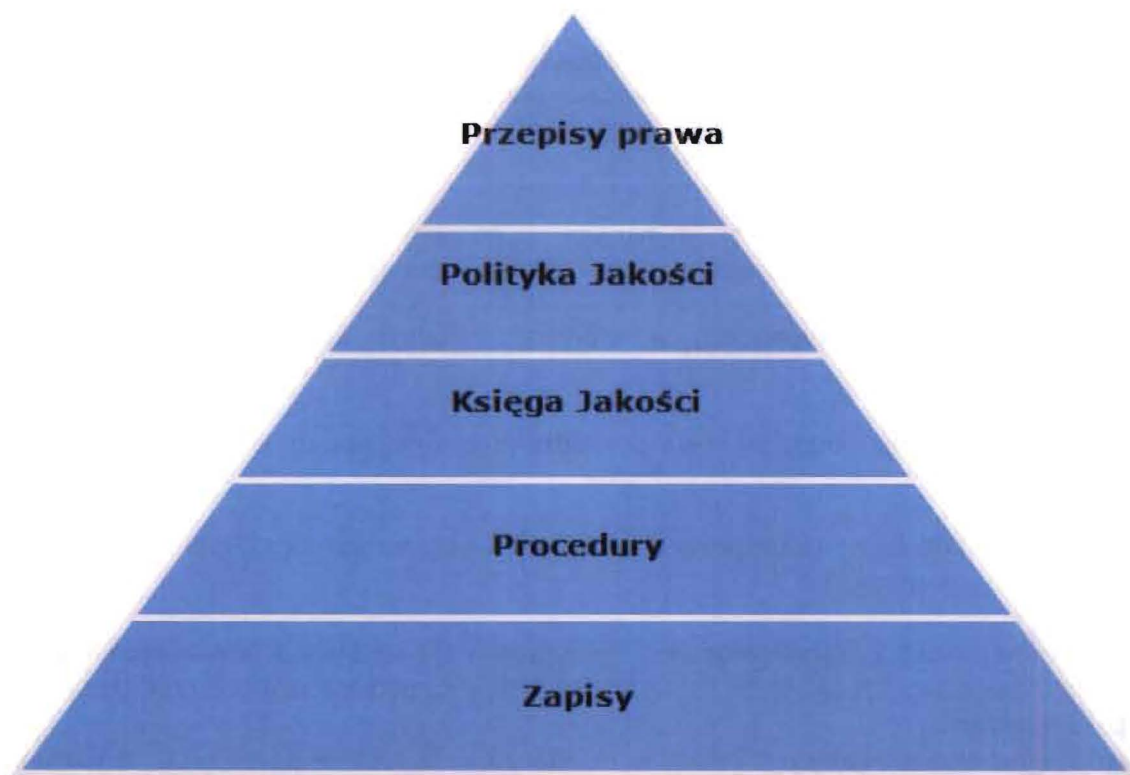 Przepisy prawa
Polityka Jakości
Księga Jakości
Procedury
Zapisy